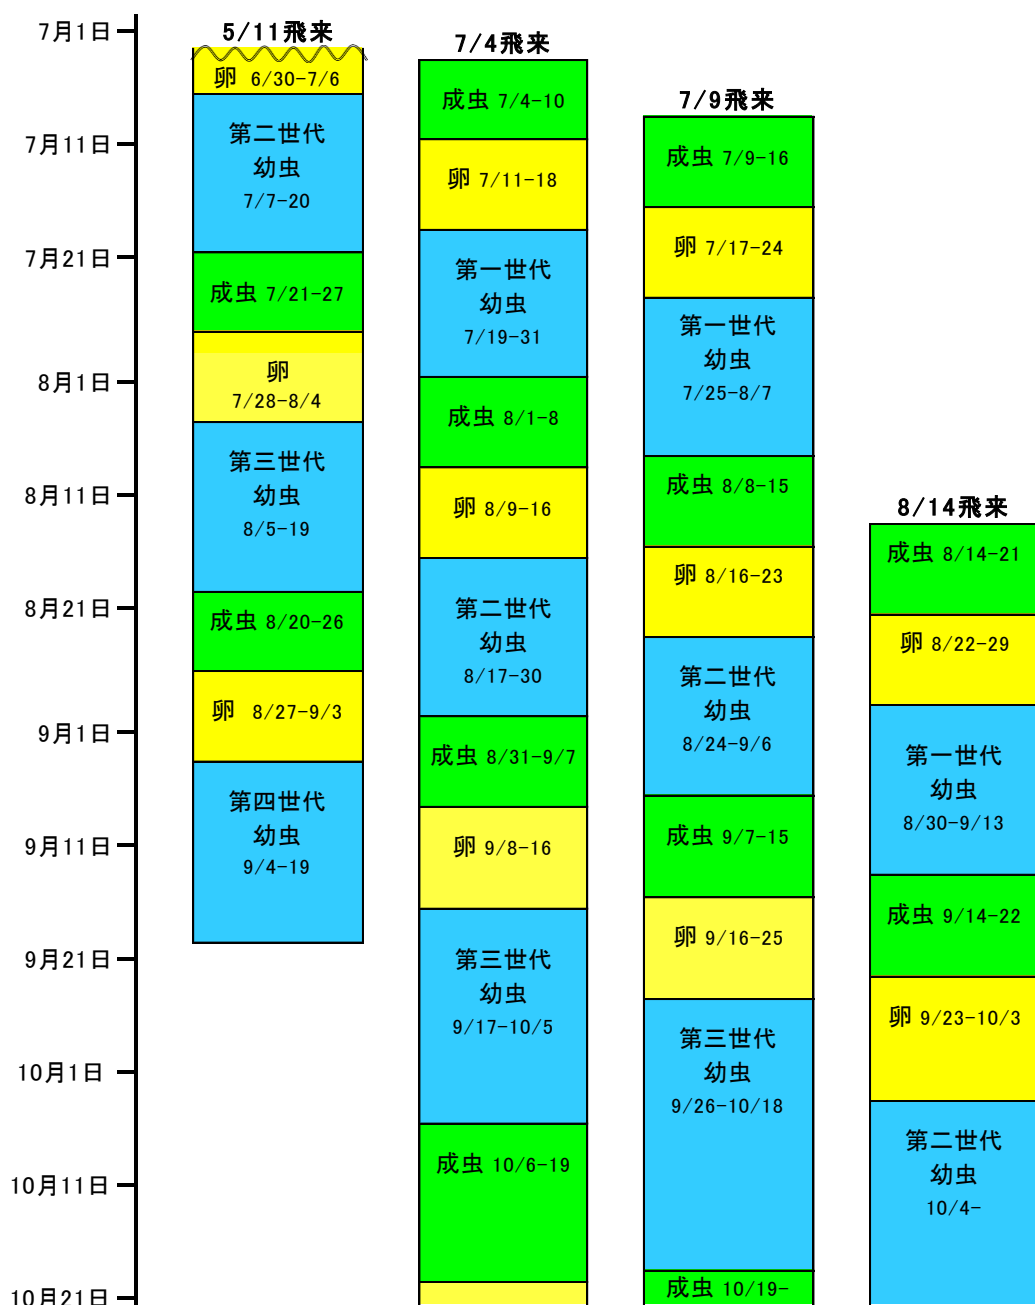 7月1日
7月11日
7月21日
8月1日
8月11日
8月21日
9月1日
9月11日
9月21日
10月1日
10月11日
10月21日
5/11飛来
卵 6/30-7/6
第二世代
幼虫
7/7-20
成虫 7/21-27
卵
7/28-8/4
第三世代
幼虫
8/5-19
成虫 8/20-26
卵 8/27-9/3
第四世代
幼虫
9/4-19
7/4飛来
成虫 7/4-10
卵 7/11-18
第一世代
幼虫
7/19-31
成虫 8/1-8
卵 8/9-16
第二世代
幼虫
8/17-30
成虫 8/31-9/7
卵 9/8-16
第三世代
幼虫
9/17-10/5
成虫 10/6-19
7/9飛来
成虫 7/9-16
卵 7/17-24
第一世代
幼虫
7/25-8/7
成虫 8/8-15
卵 8/16-23
第二世代
幼虫
8/24-9/6
成虫 9/7-15
卵 9/16-25
第三世代
幼虫
9/26-10/18
成虫 10/19-
8/14飛来
成虫 8/14-21
卵 8/22-29
第一世代
幼虫
8/30-9/13
成虫 9/14-22
卵 9/23-10/3
第二世代
幼虫
10/4-